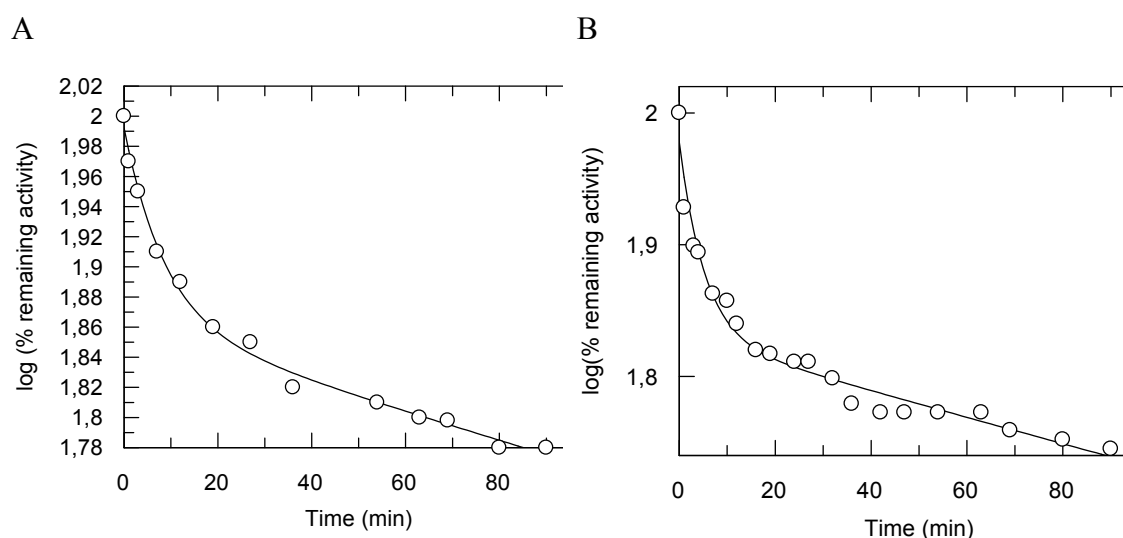 A
2,02
2
1,98
1,96
1,94
1,92
1,9
1,88
1,86
1,84
1,82
1,8
1,78
log (% remaining activity)
0 20 40 60 80
Time (min)
B
2
1,9
1,8
log(% remaining activity)
0 20 40 60 80
Time (min)